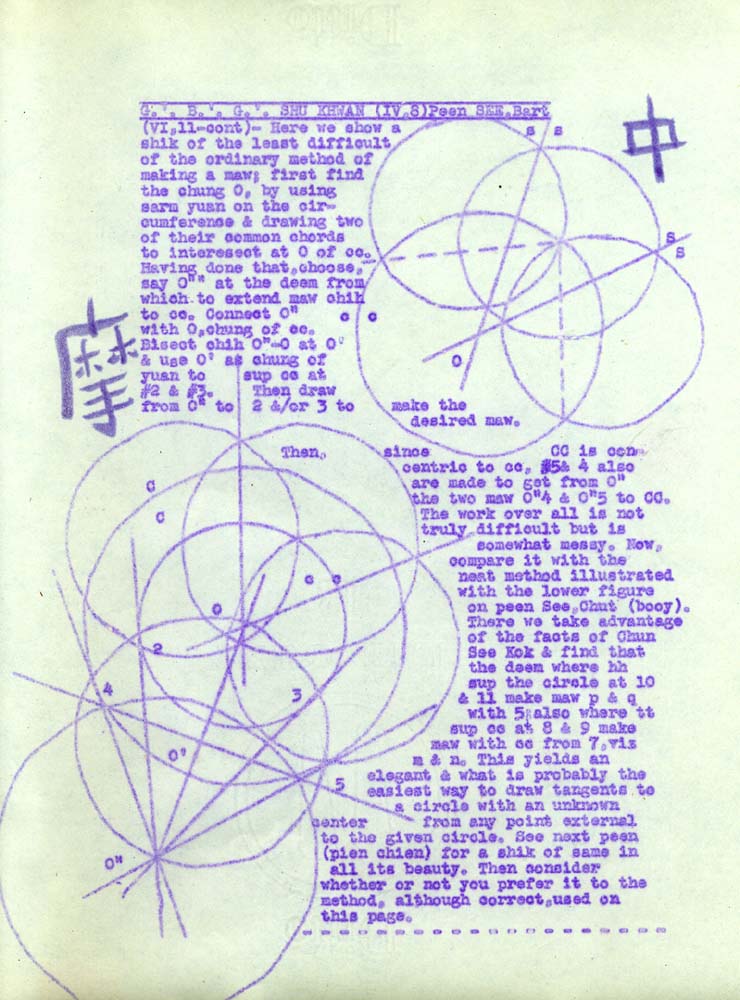 G.'. B.'. G.'. SHU KHWAN (IV,8)Peen SEE,Bart
(VI,11-cont)- Here we show a
shik of the least difficult
of the ordinary method of
making a maw; first find
the chung O, by using
sarm yuan on the cir-
cumference & drawing two
of their common chords
to intersesct at O of cc.
Having done that,choose,
say O"" at the deem from
which to extend maw chih
to cc. Connect O"
with O,chung of cc.
Bisect chih O"-O at O'
& use O' as chung of
yuan to sup cc at
#2 & #3. Then draw
from O" to 2 &/or 3 to make the
desired maw.
s s
中
s
s
c c
O
摩
Then, since CC is con-
centric to cc, #5& 4 also
are made to get from O"
the two maw O"4 & O"5 to CC.
The work over all is not
truly difficult but is
somewhat messy. Now,
compare it with the
neat method illustrated
with the lower figure
on peen See,Chut (booy).
There we take advantage
of the facts of Chun
See Kok & find that
the deem where hh
sup the circle at 10
& 11 make maw p & q
with 5;also where tt
sup cc at 8 & 9 make
maw with cc from 7,viz
m & n. This yields an
elegant & what is probably the
easiest way to draw tangents to
a circle with an unknown
center from any point external
to the given circle. See next peen
(pien chien) for a shik of same in
all its beauty. Then consider
whether or not you prefer it to the
method, although correct,used on
this page.
C
C
c c
O
2
3
4
O'
5
O"